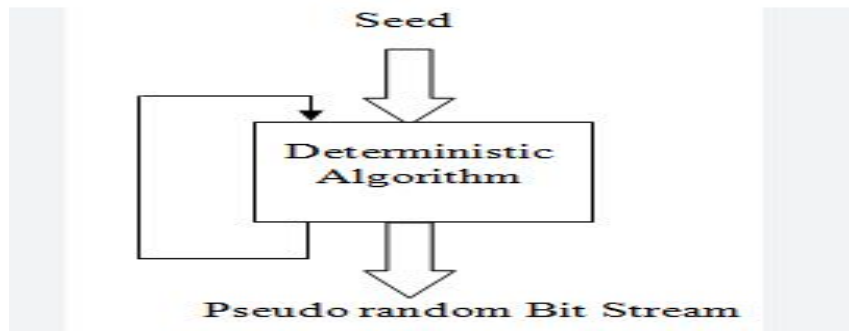 Seed
Deterministic
Algorithm
Pseudo random Bit Stream